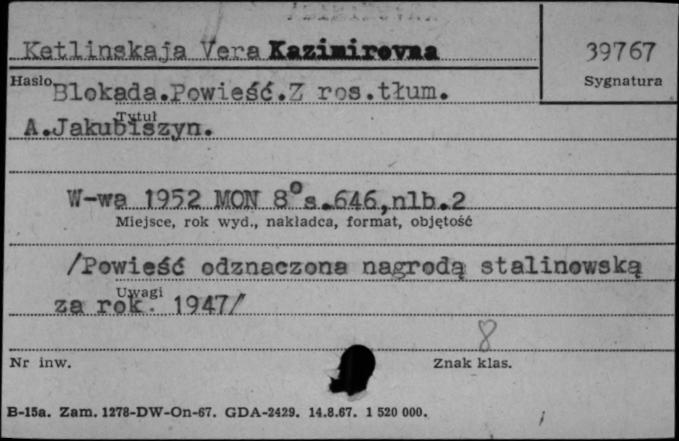 Ketlinskaja Vera Kazimirovna
39767
Hasło
Sygnatura
Blokada.Powieść.Z ros.tłum.
Tytuł
A.Jakubiszyn.
W-wa 1952 MON 8° s.646,nlb.2
Miejsce, rok wyd., nakładca, format, objętość
/Powieść odznaczona nagrodą stalinowską
Uwagi
za rok 1947/
8
Nr inw.
Znak klas.
B-15a. Zam. 1278-DW-On-67. GDA-2429. 14.8.67. 1 520 000.